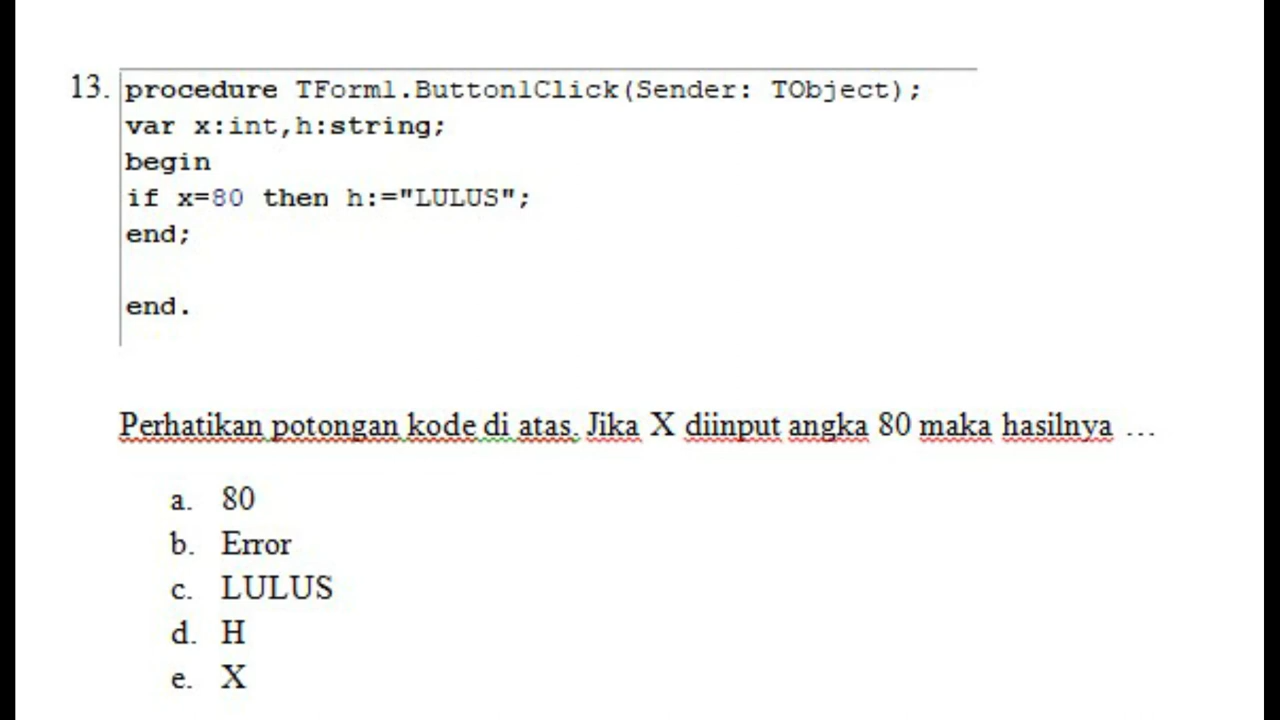 13. procedure TForm1.Button1Click(Sender: TObject);
var x:int,h:string;
begin
if x=80 then h:="LULUS";
end;
end.
Perhatikan potongan kode di atas. Jika X diinput angka 80 maka hasilnya ...
a. 80
b. Error
c. LULUS
d. H
e. X